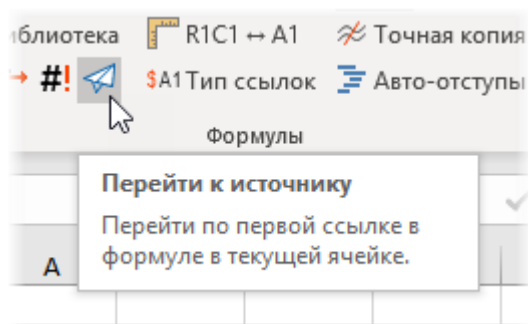 блиотека R1C1 ↔ A1 Точная копия
#! $A1 Тип ссылок Авто-отступы
Формулы
Перейти к источнику
Перейти по первой ссылке в
формуле в текущей ячейке.
A